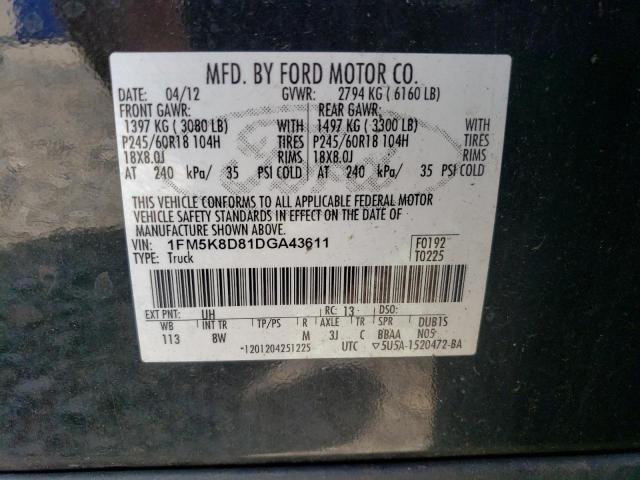 MFD. BY FORD MOTOR CO.
DATE: 04/12 GVWR: 2794 KG ( 6160 LB)
FRONT GAWR: REAR GAWR:
1397 KG ( 3080 LB) 1497 KG ( 3300 LB) WITH
P245/60R18 104H P245/60R18 104H TIRES
18X8.0J 18X8.0J RIMS
AT 240 kPa/ 35 PSI COLD AT 240 kPa/ 35 PSI COLD
WITH
TIRES
RIMS
THIS VEHICLE CONFORMS TO ALL APPLICABLE FEDERAL MOTOR
VEHICLE SAFETY STANDARDS IN EFFECT ON THE DATE OF
MANUFACTURE SHOWN ABOVE.
VIN: 1FM5K8D81DGA43611 F0192
TYPE: Truck T0225
EXT PNT: UH RC: 13 DSO:
WB INT TR TP/PS R AXLE TR SPR DUB1S
113 8W M 3J C BBAA N05
*1201204251225 UTC ▽5U5A-1520472-BA
Ford